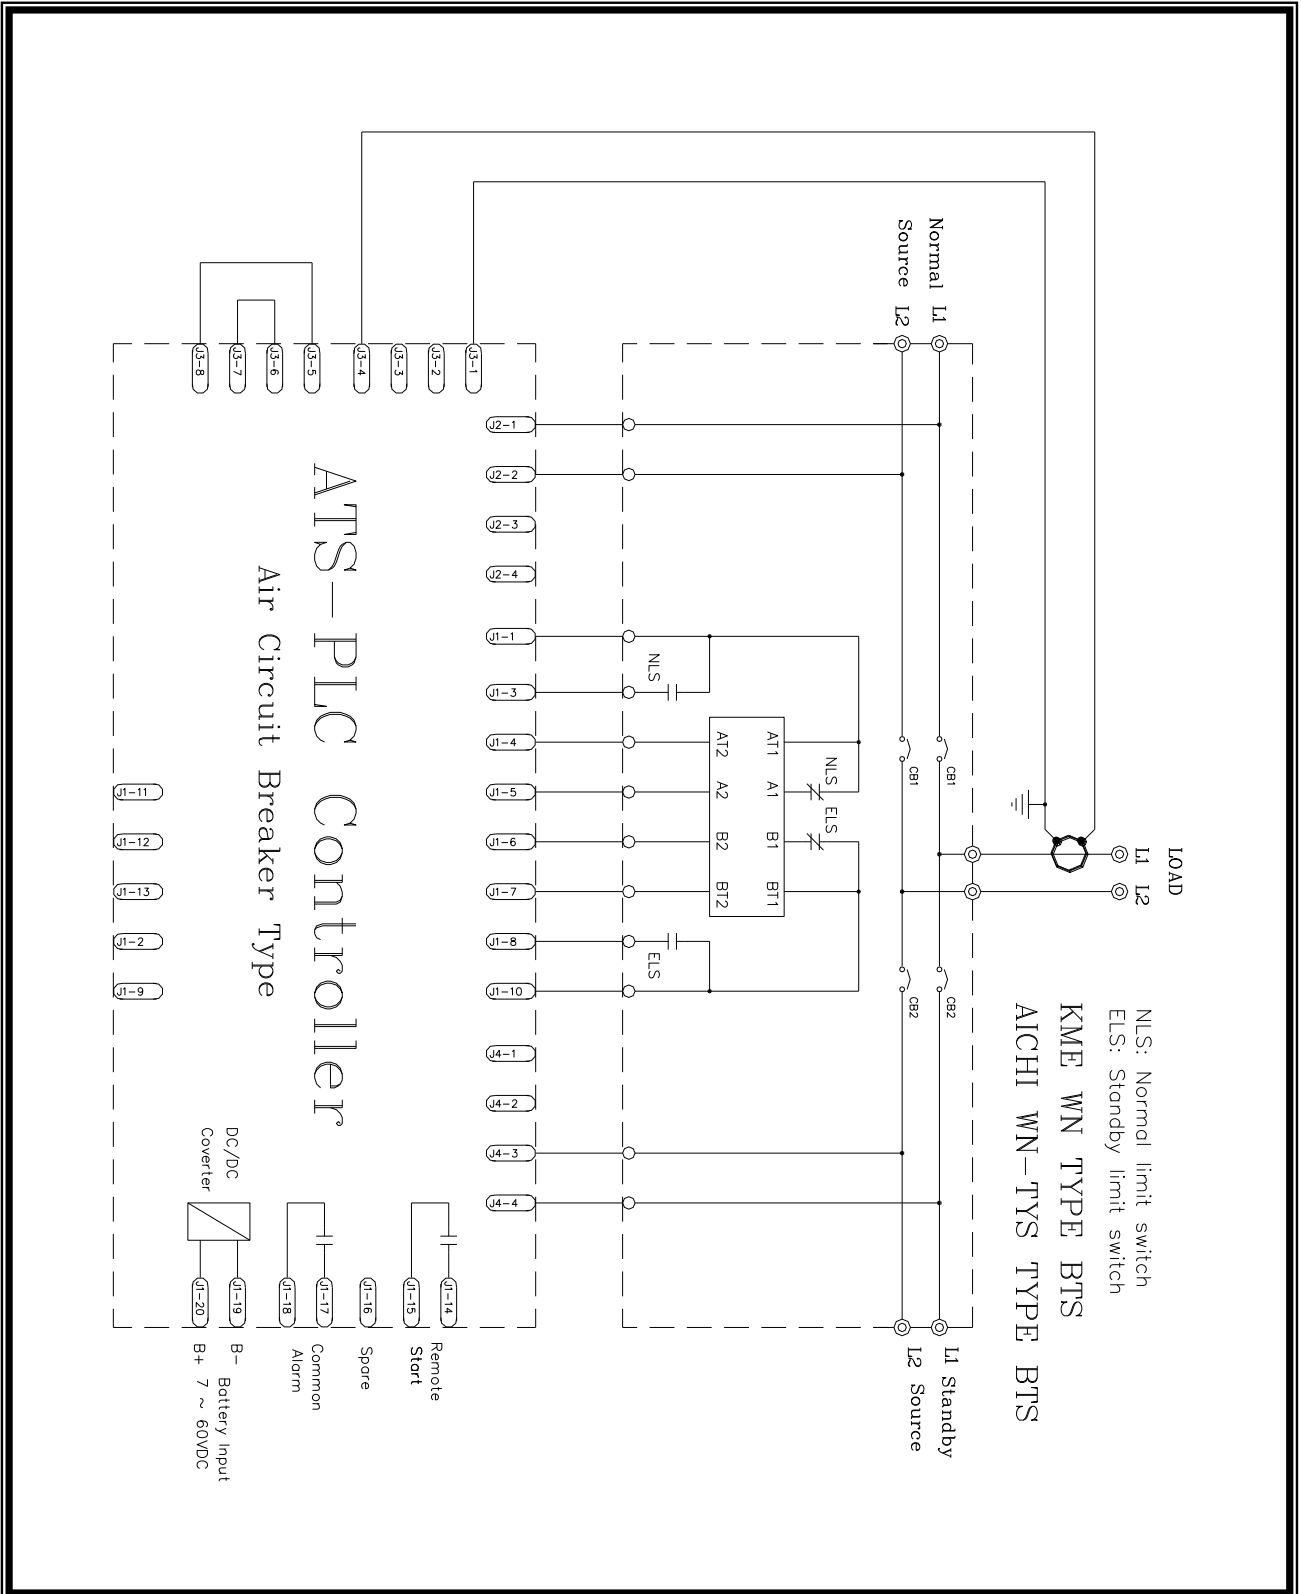 LOAD
L1
L2
NLS: Normal limit switch
ELS: Standby limit switch
KME WN TYPE BTS
AICHI WN-TYS TYPE BTS
Normal L1
Source L2
CB1
CB1
CB2
CB2
L1 Standby
L2 Source
NLS
ELS
AT1
A1
B1
BT1
AT2
A2
B2
BT2
NLS
ELS
J2-1
J2-2
J2-3
J2-4
J1-1
J1-3
J1-4
J1-5
J1-6
J1-7
J1-8
J1-10
J4-1
J4-2
J4-3
J4-4
J3-1
J3-2
J3-3
J3-4
J3-5
J3-6
J3-7
J3-8
ATS-PLC Controller
Air Circuit Breaker Type
J1-14
J1-15
J1-16
J1-17
J1-18
J1-19
J1-20
Remote
Start
Spare
Common
Alarm
B- Battery Input
B+ 7 ~ 60VDC
DC/DC
Coverter
J1-11
J1-12
J1-13
J1-2
J1-9